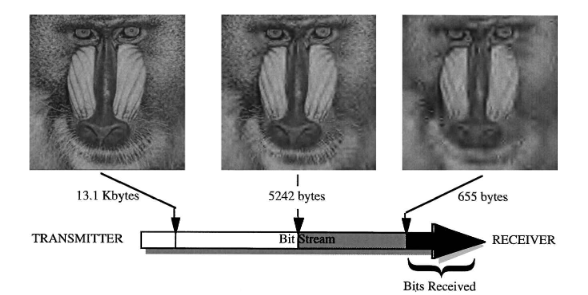 13.1 Kbytes 5242 bytes 655 bytes
TRANSMITTER Bit Stream RECEIVER
Bits Received